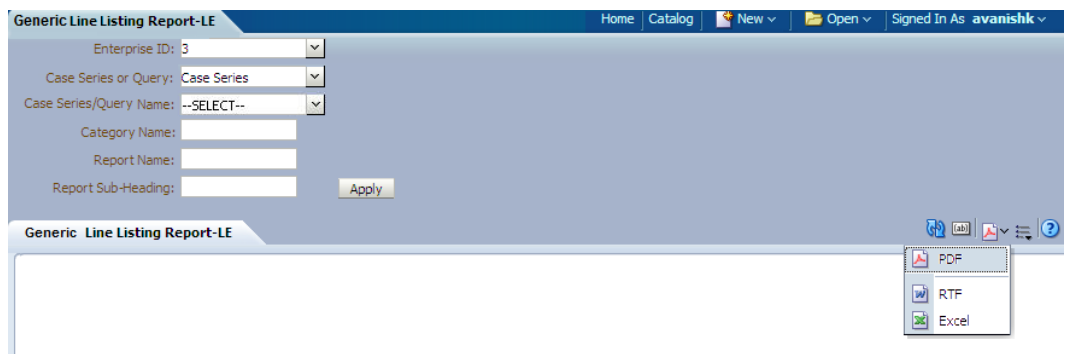 Generic Line Listing Report-LE
Home Catalog New Open Signed In As avanishk
Enterprise ID: 3
Case Series or Query: Case Series
Case Series/Query Name: --SELECT--
Category Name:
Report Name:
Report Sub-Heading: Apply
Generic Line Listing Report-LE
[ab]
PDF
RTF
Excel